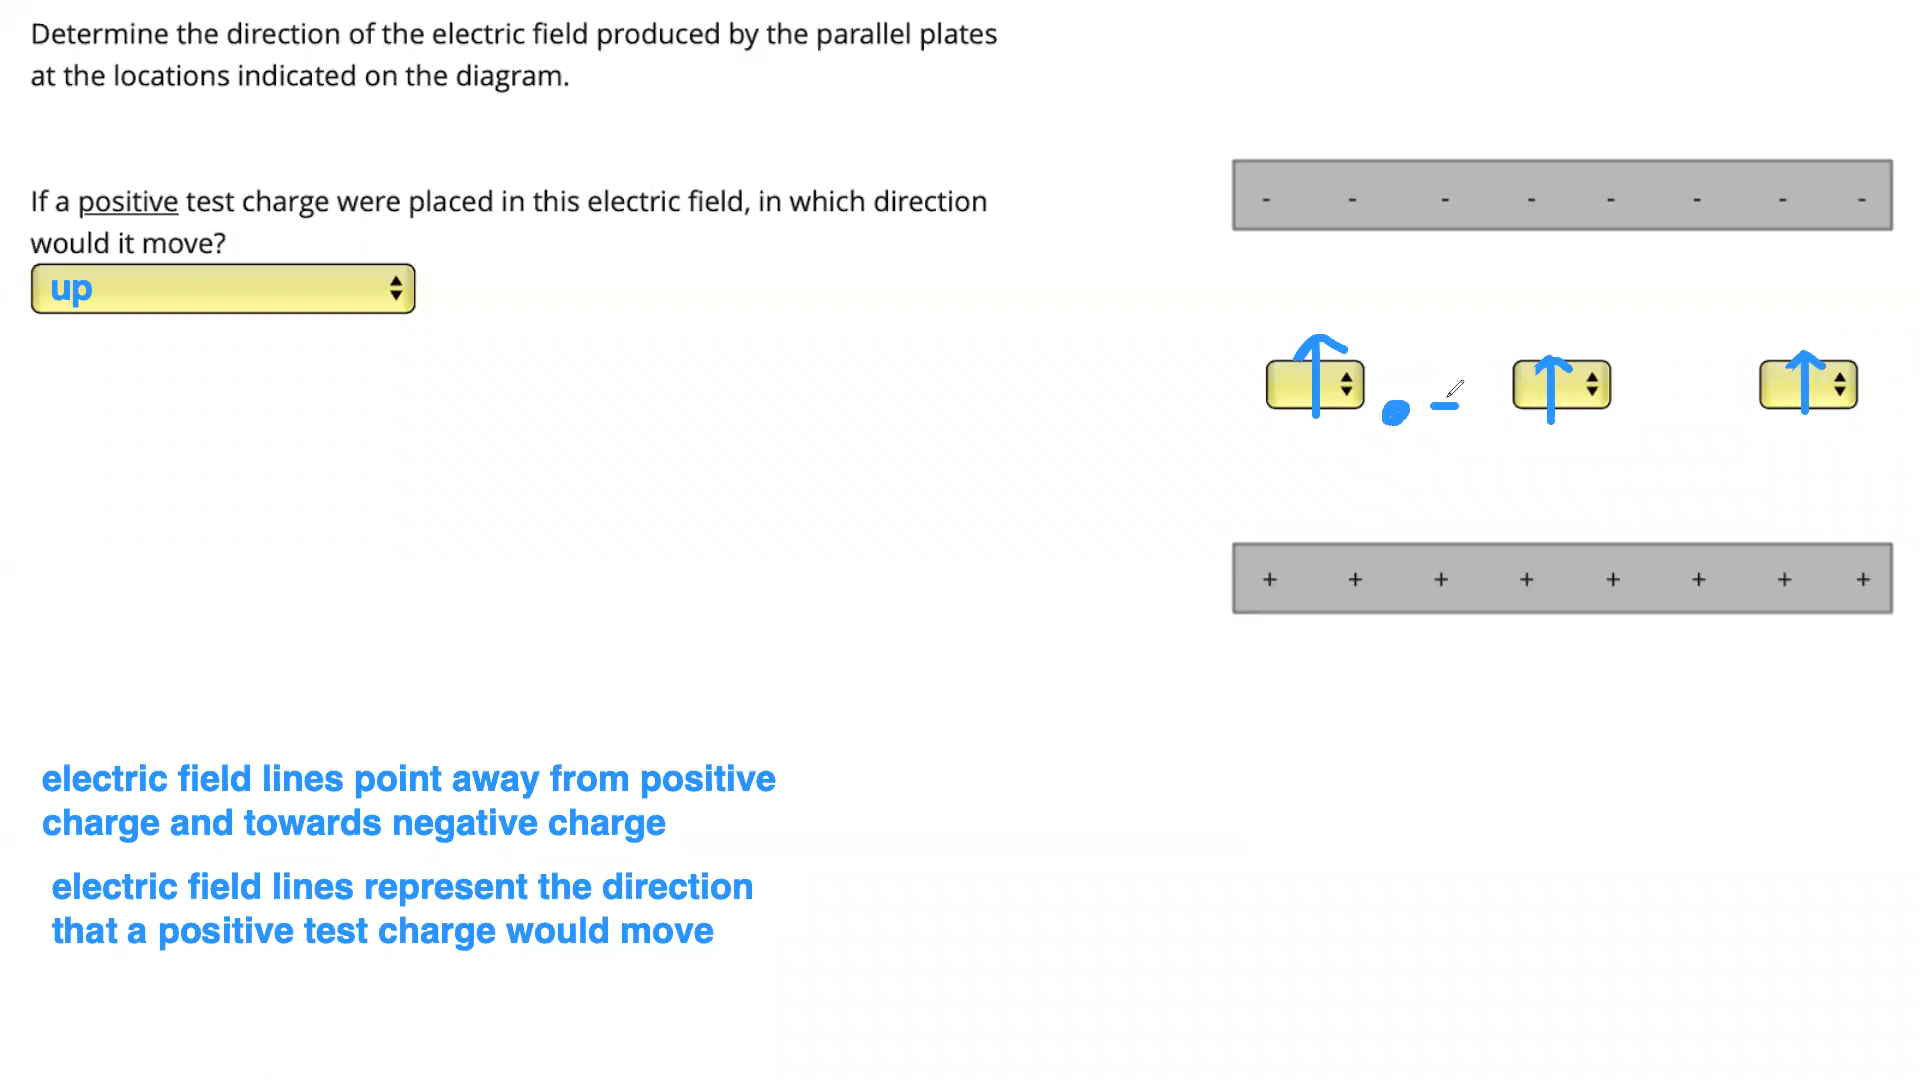 Determine the direction of the electric field produced by the parallel plates
at the locations indicated on the diagram.
If a positive test charge were placed in this electric field, in which direction
would it move?
up
- - - - - - - -
+ + + + + + + +
electric field lines point away from positive
charge and towards negative charge
electric field lines represent the direction
that a positive test charge would move